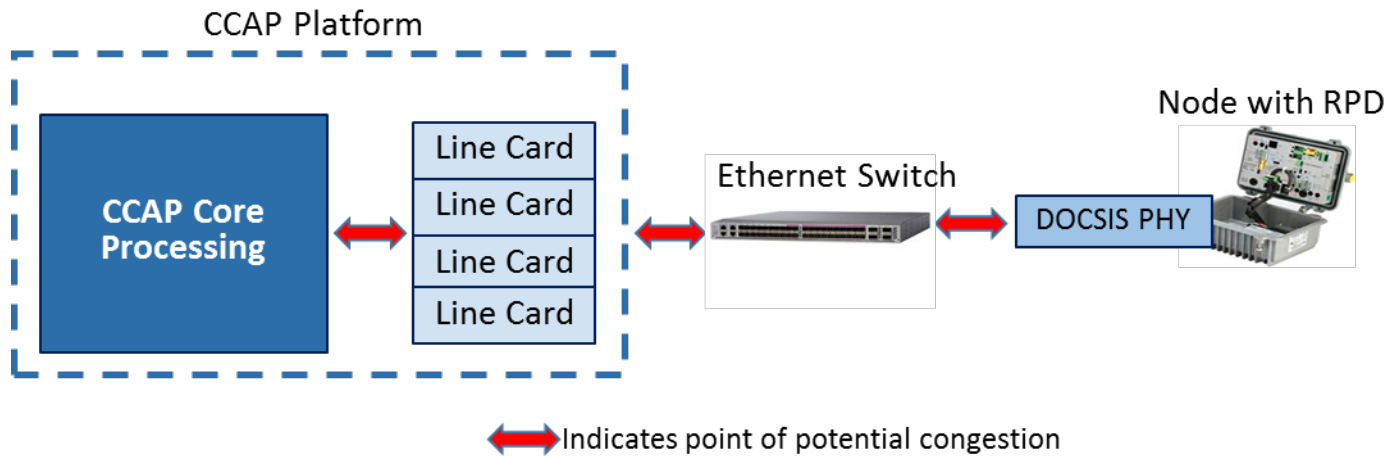 CCAP Platform
Node with RPD
CCAP Core
Processing
Line Card
Line Card
Line Card
Line Card
Ethernet Switch
DOCSIS PHY
Indicates point of potential congestion